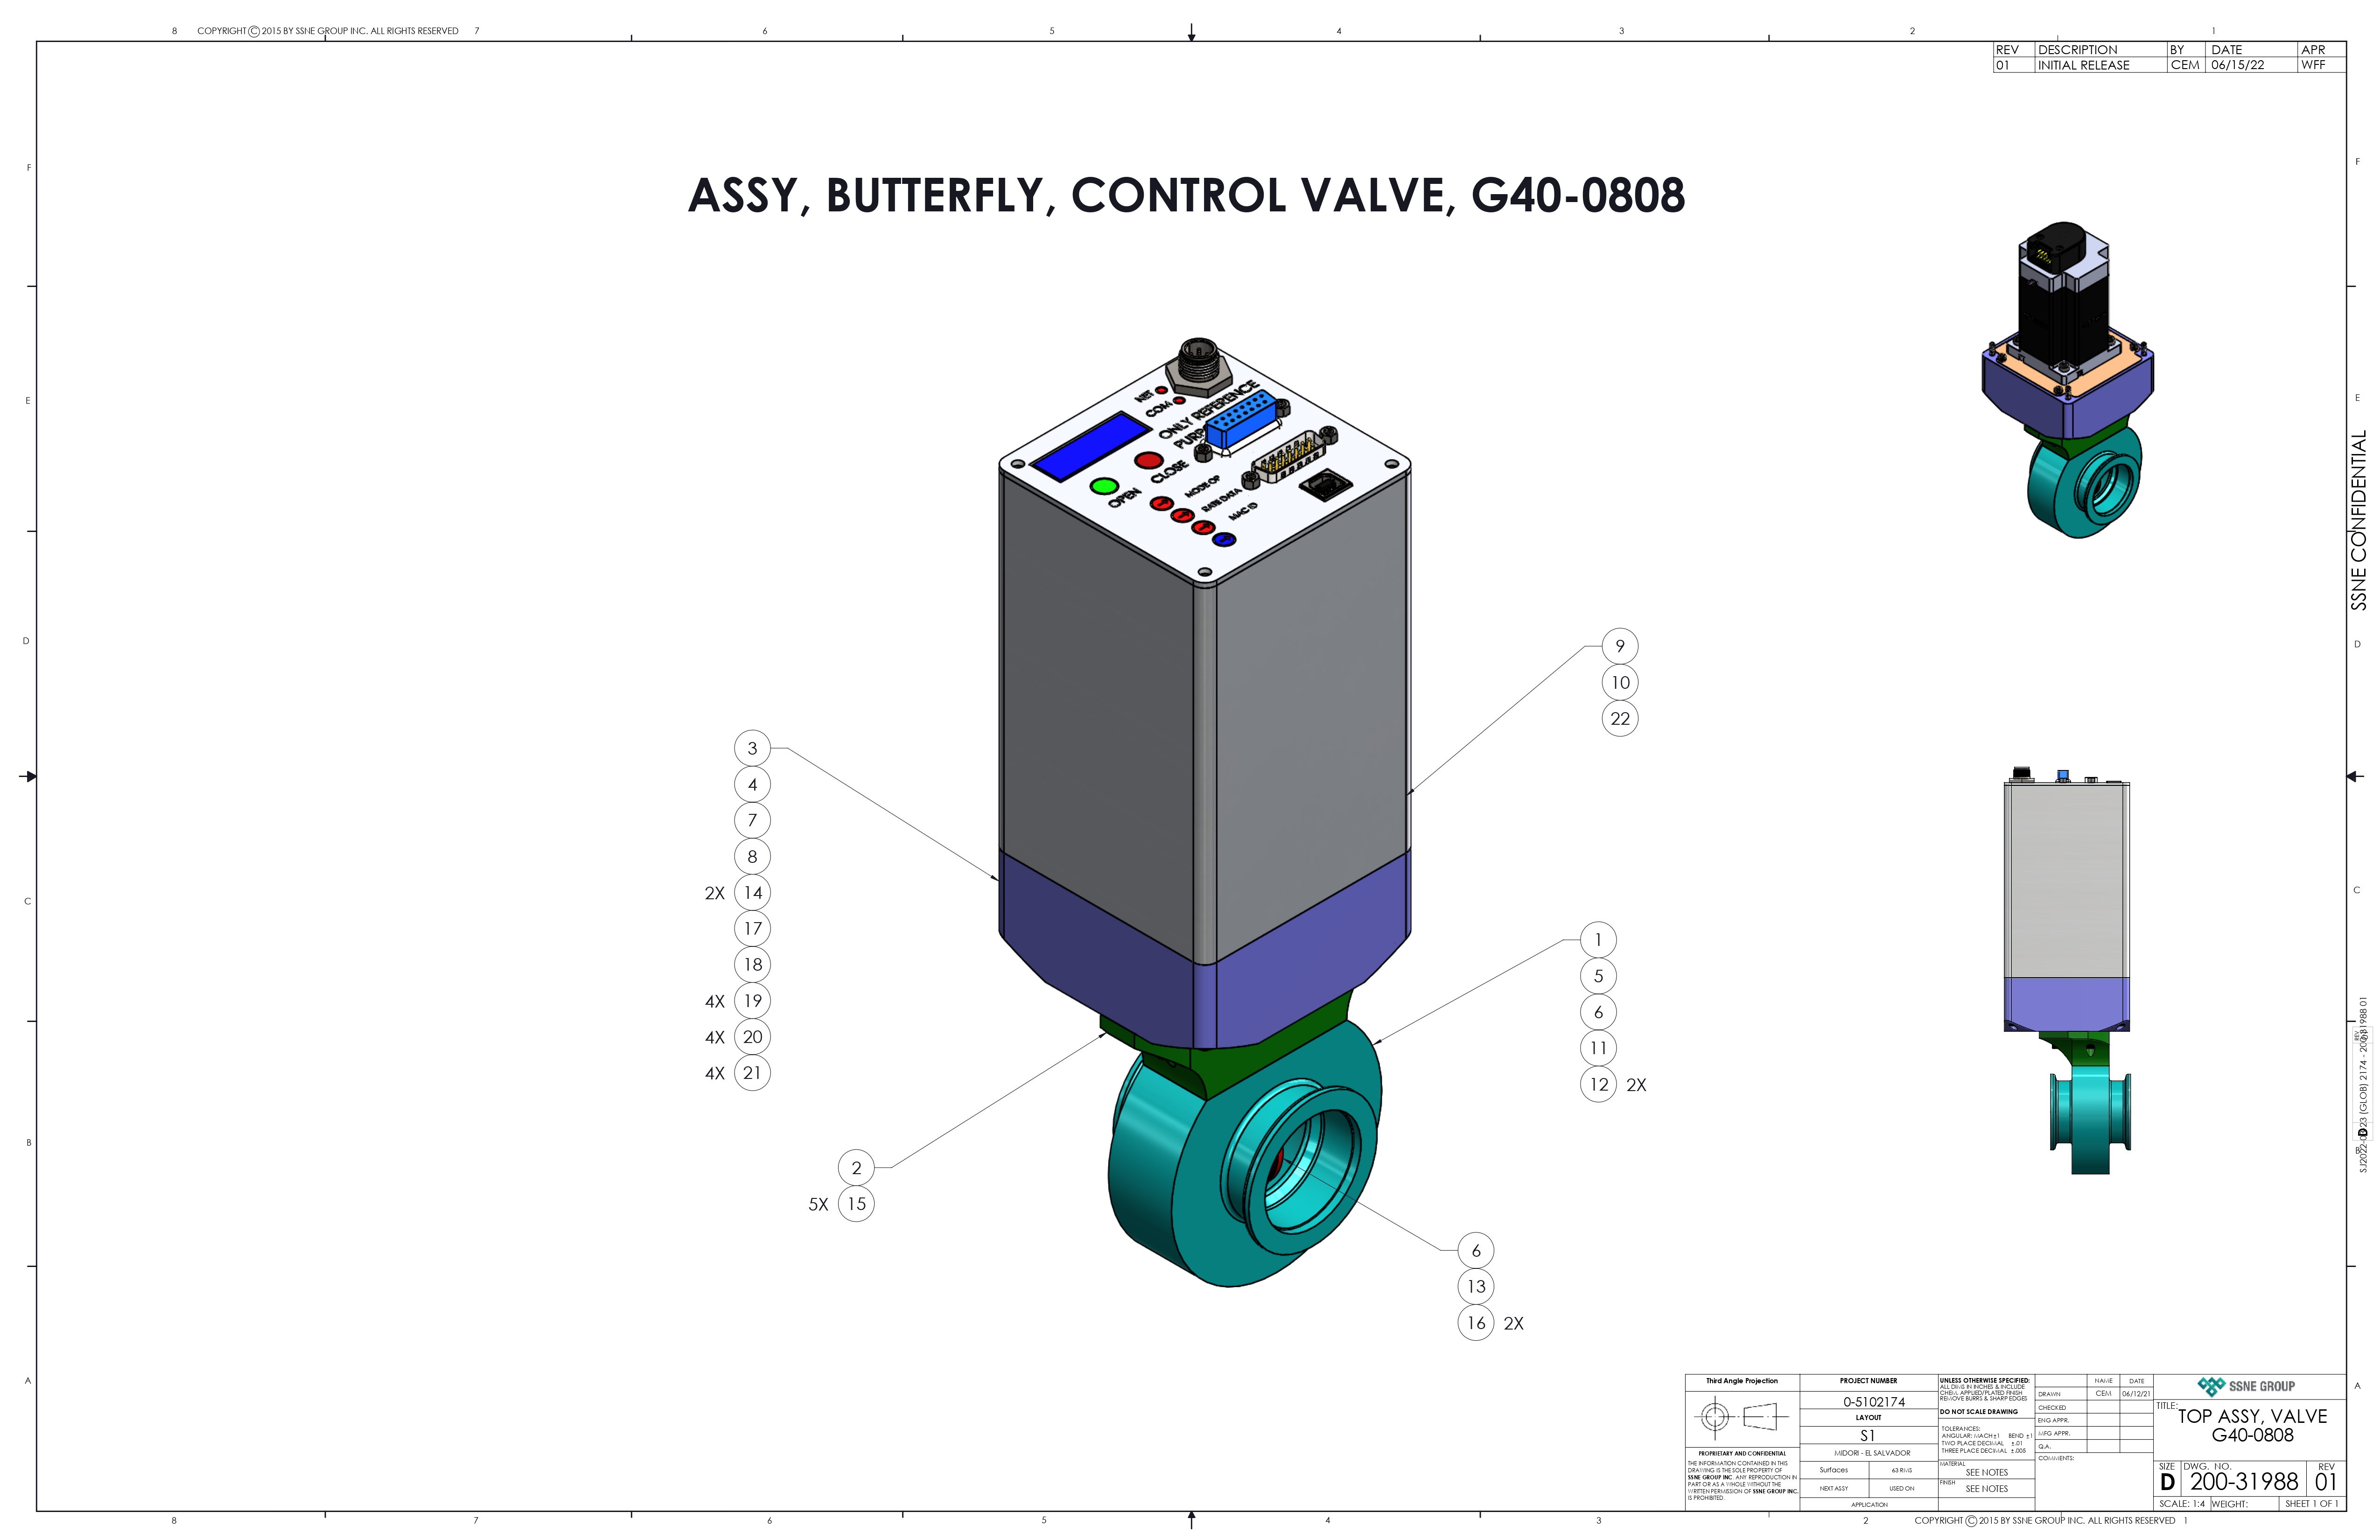 8 COPYRIGHT © 2015 BY SSNE GROUP INC. ALL RIGHTS RESERVED 7 6 5 4 3 2 1
REV DESCRIPTION BY DATE APR
01 INITIAL RELEASE CEM 06/15/22 WFF
F F
ASSY, BUTTERFLY, CONTROL VALVE, G40-0808
E E
NET
COM
ONLY REFERENCE
CLOSE
OPEN
MODE OP
RATE DATA
MAC ID
SSNE CONFIDENTIAL
D D
9
10
22
3
4
7
8
2X 14
17
18
4X 19
4X 20
4X 21
C C
1
5
6
11
12 2X
B B
2
5X 15
6
13
16 2X
REV
D
A A
Third Angle Projection
PROPRIETARY AND CONFIDENTIAL
THE INFORMATION CONTAINED IN THIS
DRAWING IS THE SOLE PROPERTY OF
SSNE GROUP INC. ANY REPRODUCTION IN
PART OR AS A WHOLE WITHOUT THE
WRITTEN PERMISSION OF SSNE GROUP INC.
IS PROHIBITED.
PROJECT NUMBER
0-5102174
LAYOUT
S1
MIDORI - EL SALVADOR
Surfaces 63 RMS
NEXT ASSY USED ON
APPLICATION
UNLESS OTHERWISE SPECIFIED:
ALL DIMS IN INCHES & INCLUDE
CHEM. APPLIED/PLATED FINISH
REMOVE BURRS & SHARP EDGES
DO NOT SCALE DRAWING
TOLERANCES:
ANGULAR: MACH±1 BEND ±1
TWO PLACE DECIMAL ±.01
THREE PLACE DECIMAL ±.005
MATERIAL
SEE NOTES
FINISH
SEE NOTES
NAME DATE
DRAWN CEM 06/12/21
CHECKED
ENG APPR.
MFG APPR.
Q.A.
COMMENTS:
SSNE GROUP
TITLE:
TOP ASSY, VALVE
G40-0808
SIZE DWG. NO. REV
D 200-31988 01
SCALE: 1:4 WEIGHT: SHEET 1 OF 1
8 7 6 5 4 3 2 COPYRIGHT © 2015 BY SSNE GROUP INC. ALL RIGHTS RESERVED 1